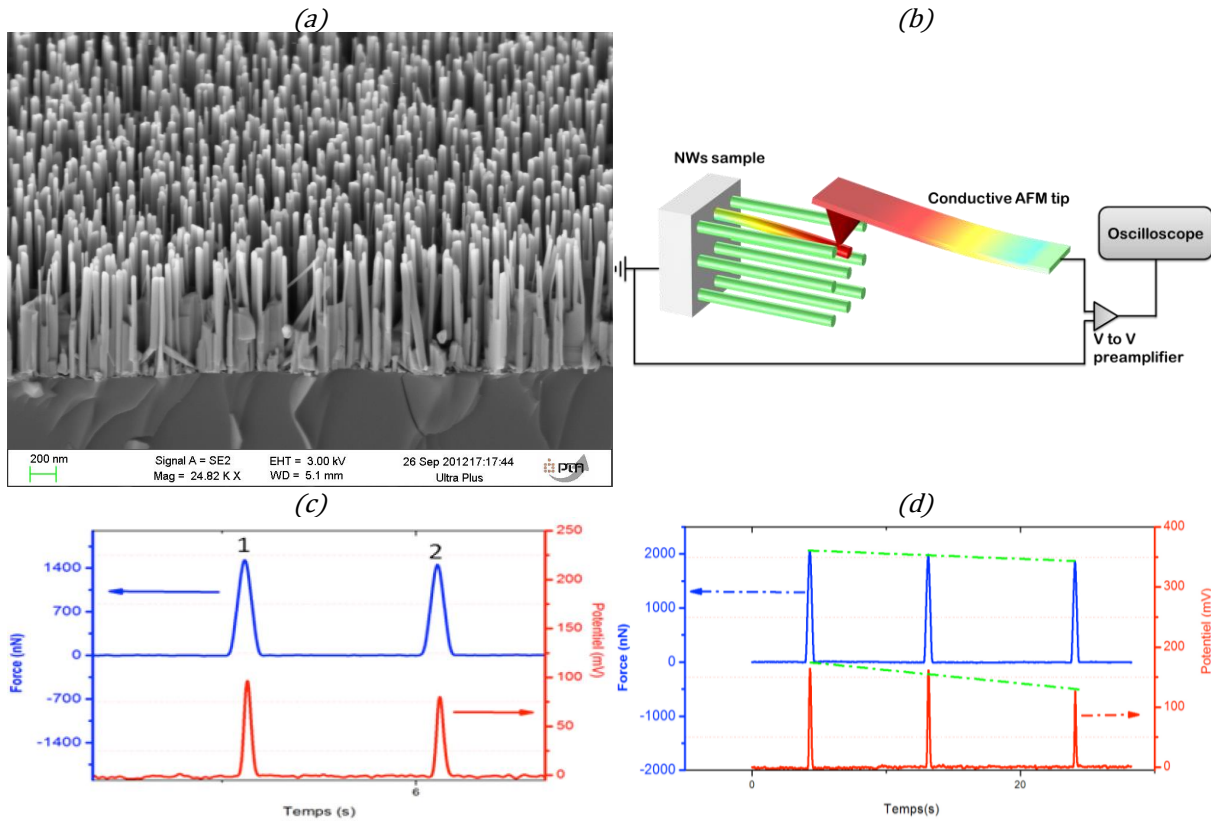 (a)
(b)
NWs sample
Conductive AFM tip
Oscilloscope
V to V
preamplifier
200 nm
Signal A = SE2
EHT = 3.00 kV
26 Sep 201217:17:44
Mag = 24.82 K X
WD = 5.1 mm
Ultra Plus
PTA
(c)
(d)
1
2
1400
700
0
-700
-1400
Force (nN)
250
200
150
100
50
0
Potentiel (mV)
6
Temps (s)
2000
1000
0
-1000
-2000
Force (nN)
400
300
200
100
0
Potentiel (mV)
0
20
Temps(s)